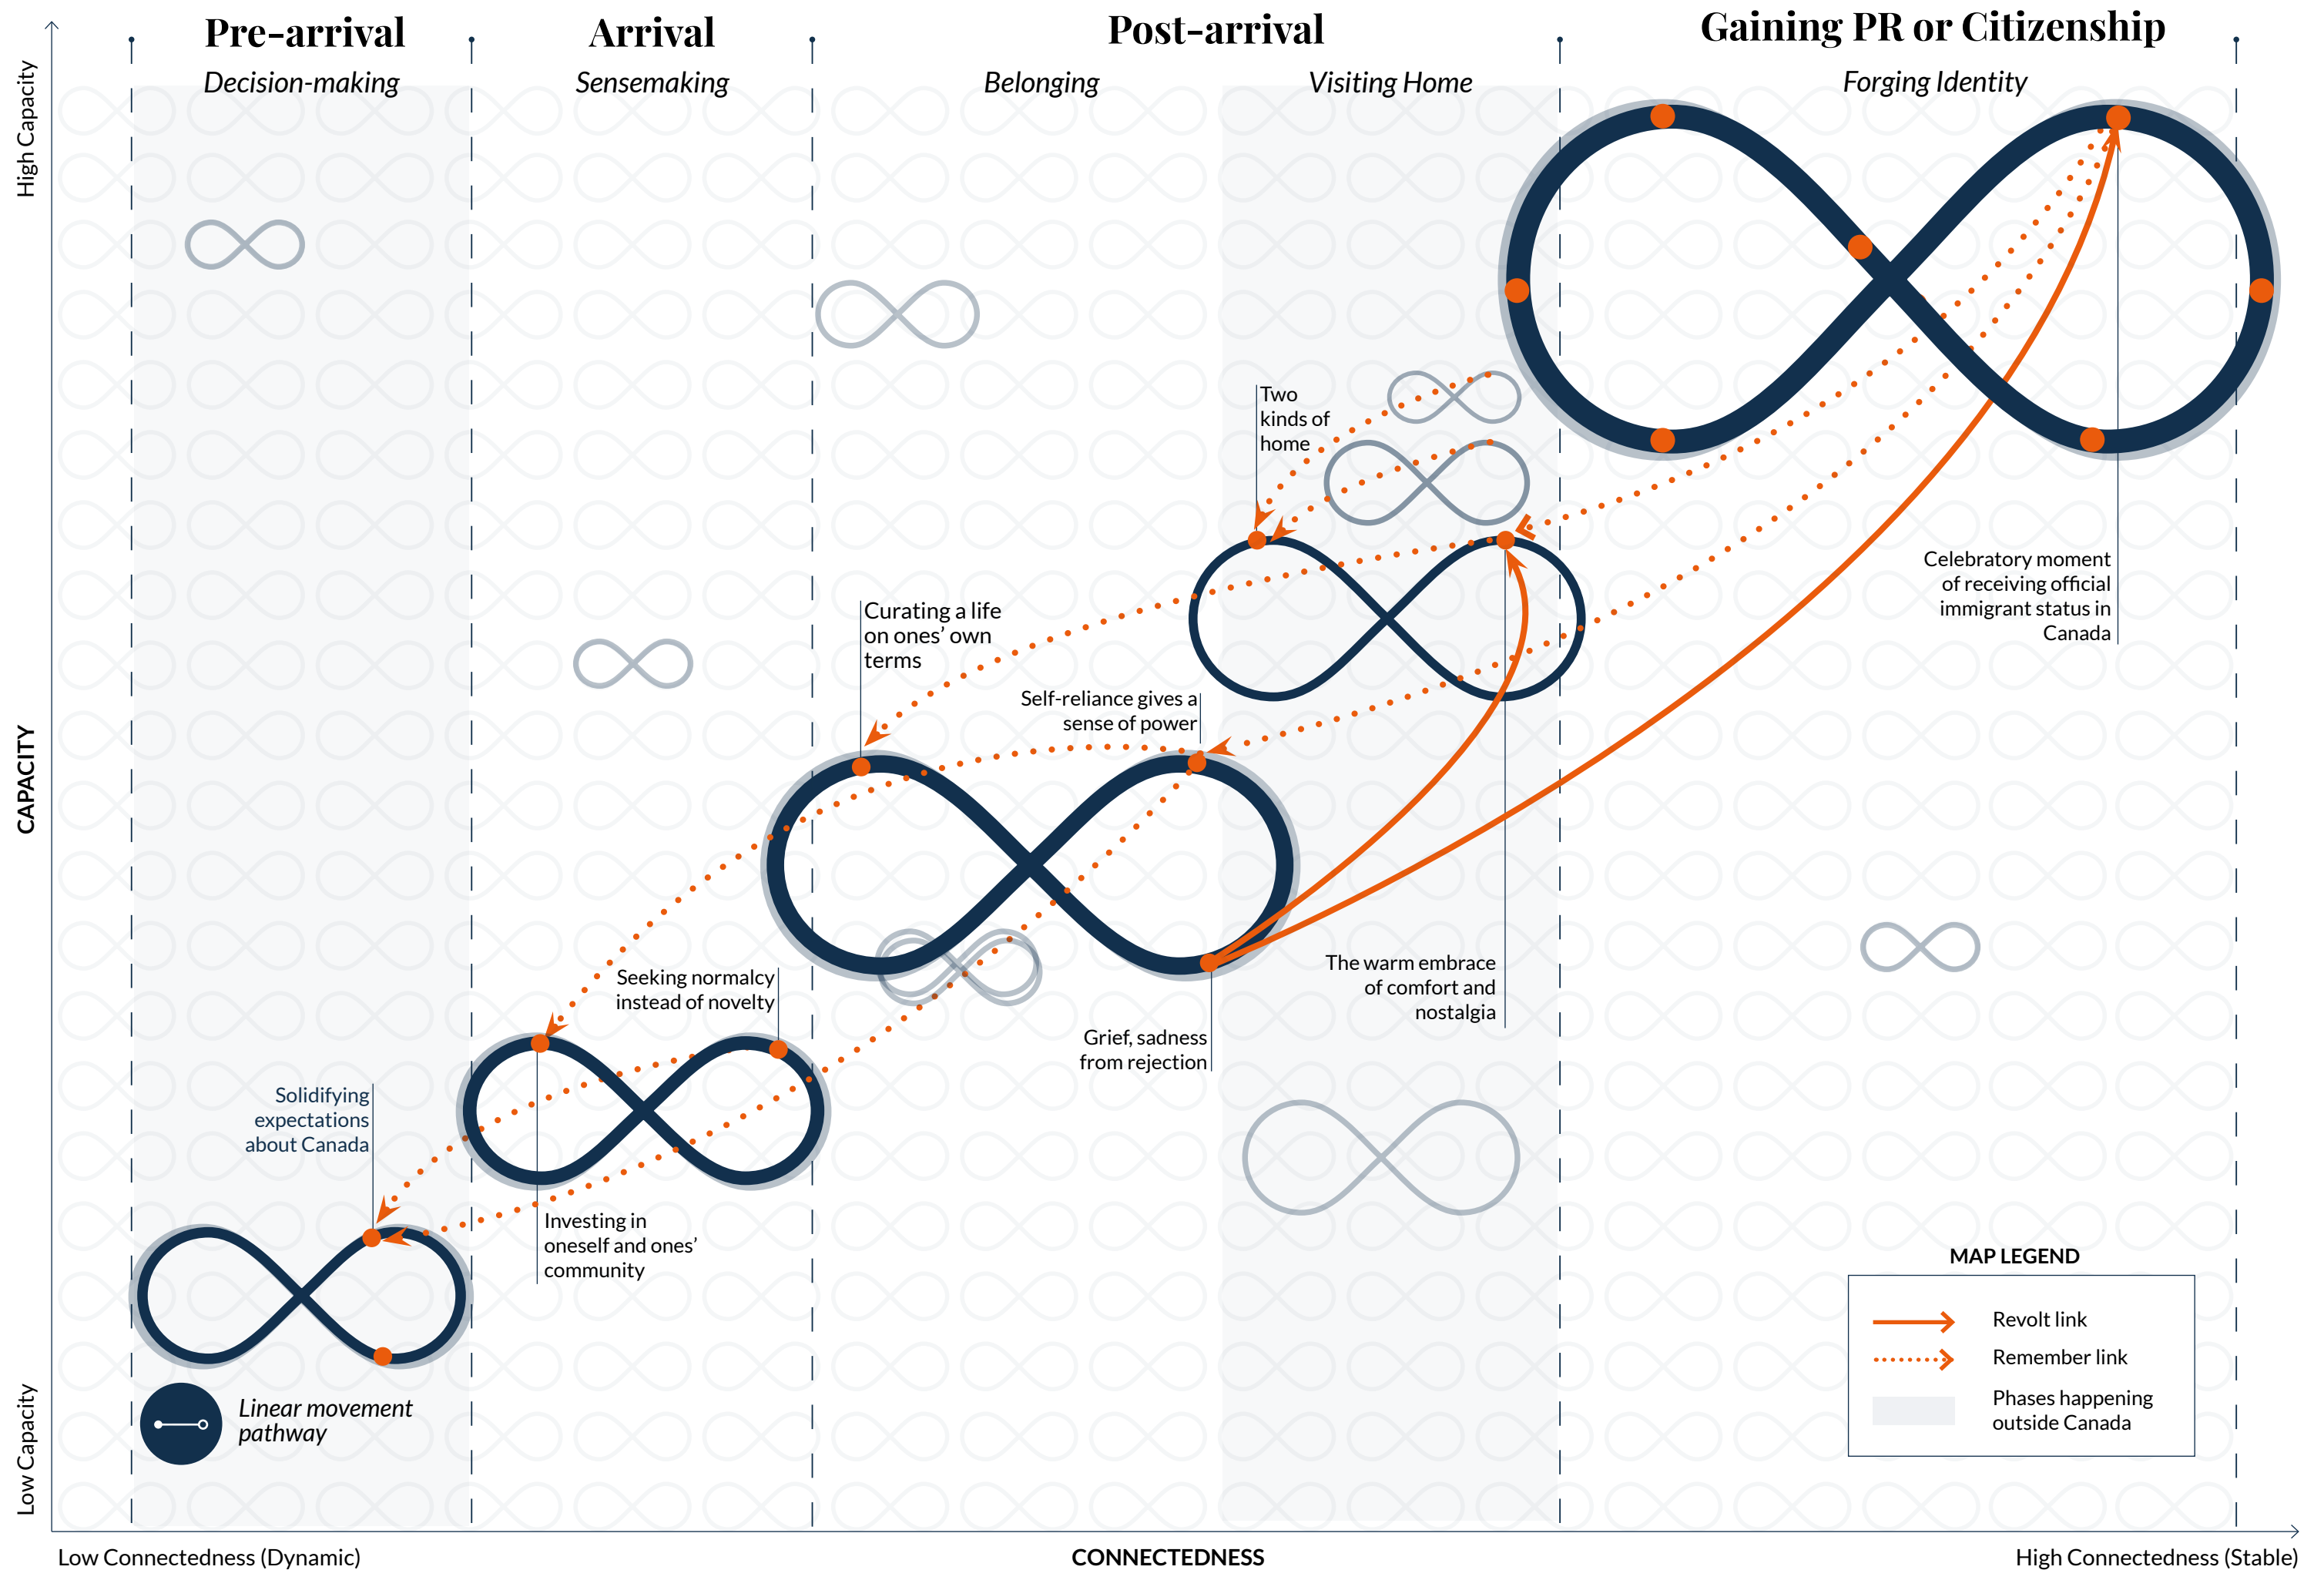 Pre-arrival
Arrival
Post-arrival
Gaining PR or Citizenship
Decision-making
Sensemaking
Belonging
Visiting Home
Forging Identity
High Capacity
CAPACITY
Low Capacity
Two
kinds of
home
Celebratory moment
of receiving official
immigrant status in
Canada
Curating a life
on ones’ own
terms
Self-reliance gives a
sense of power
Seeking normalcy
instead of novelty
The warm embrace
of comfort and
nostalgia
Grief, sadness
from rejection
Solidifying
expectations
about Canada
Investing in
oneself and ones’
community
Linear movement
pathway
MAP LEGEND
Revolt link
Remember link
Phases happening
outside Canada
Low Connectedness (Dynamic)
CONNECTEDNESS
High Connectedness (Stable)